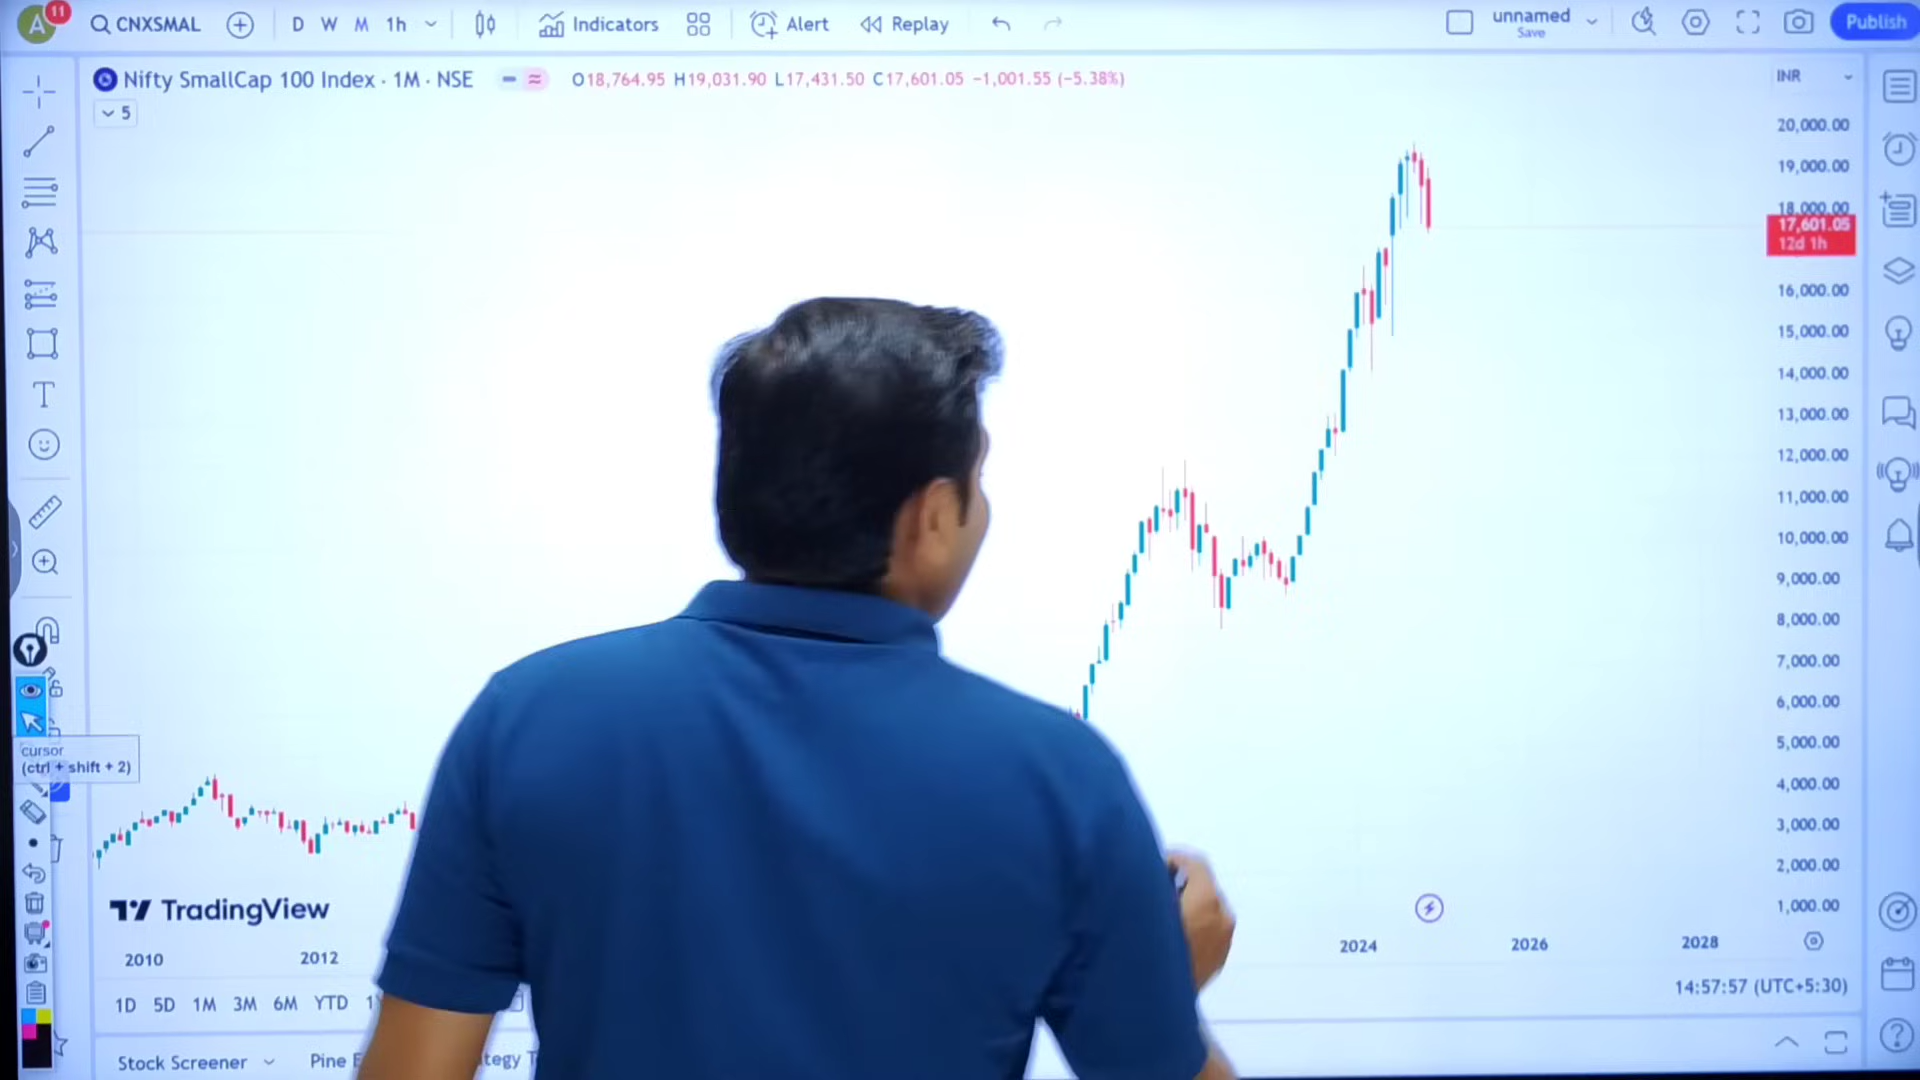 A 11 CNXSMAL D W M 1h Indicators Alert Replay unnamed Save Publish
Nifty SmallCap 100 Index · 1M · NSE O18,764.95 H19,031.90 L17,431.50 C17,601.05 −1,001.55 (−5.38%) INR
5
20,000.00
19,000.00
18,000.00
17,601.05
12d 1h
16,000.00
15,000.00
14,000.00
13,000.00
12,000.00
11,000.00
10,000.00
9,000.00
8,000.00
7,000.00
6,000.00
5,000.00
4,000.00
3,000.00
2,000.00
1,000.00
cursor
(ctrl + shift + 2)
TradingView
2010 2012 2024 2026 2028
1D 5D 1M 3M 6M YTD 14:57:57 (UTC+5:30)
Stock Screener Pine